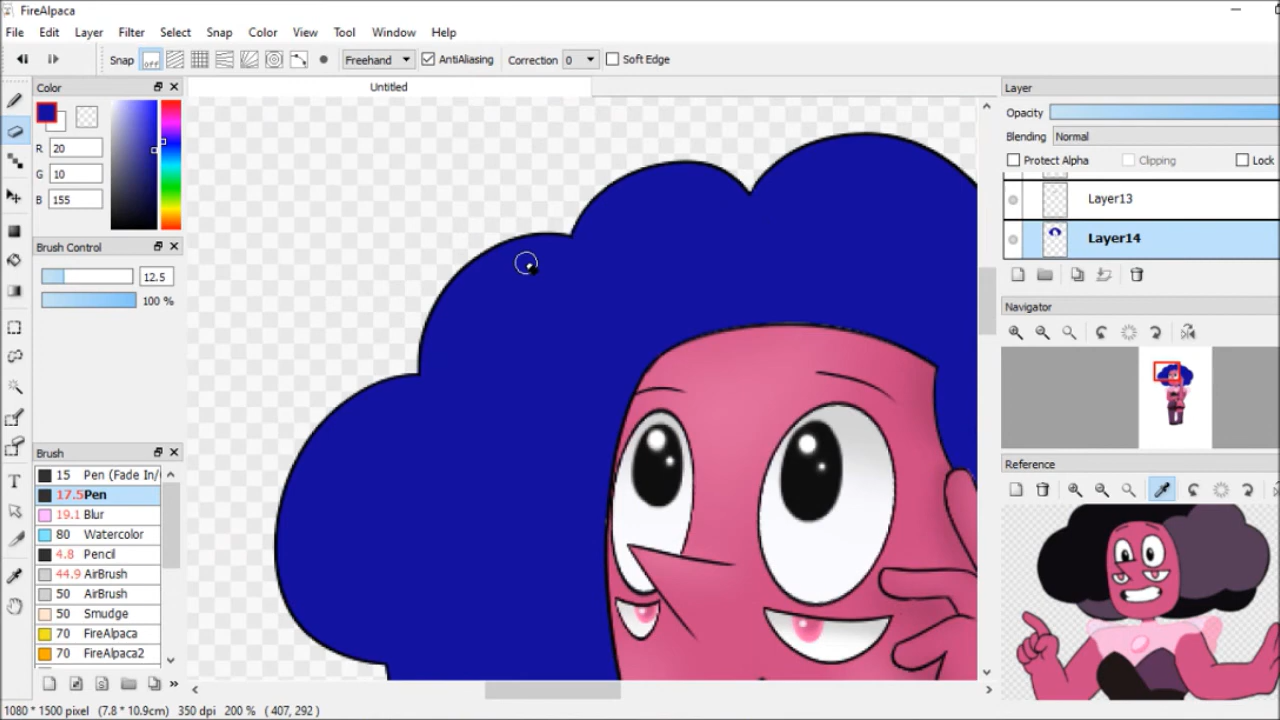 FireAlpaca
File Edit Layer Filter Select Snap Color View Tool Window Help
Snap off Freehand AntiAliasing Correction 0 Soft Edge
Color
Untitled
Layer
R 20
G 10
B 155
Opacity
Blending Normal
Protect Alpha Clipping Lock
Layer13
Layer14
Brush Control
12.5
100 %
Navigator
Reference
Brush
15 Pen (Fade In/
17.5 Pen
19.1 Blur
80 Watercolor
4.8 Pencil
44.9 AirBrush
50 AirBrush
50 Smudge
70 FireAlpaca
70 FireAlpaca2
1080 * 1500 pixel (7.8 * 10.9cm) 350 dpi 200 % ( 407, 292 )